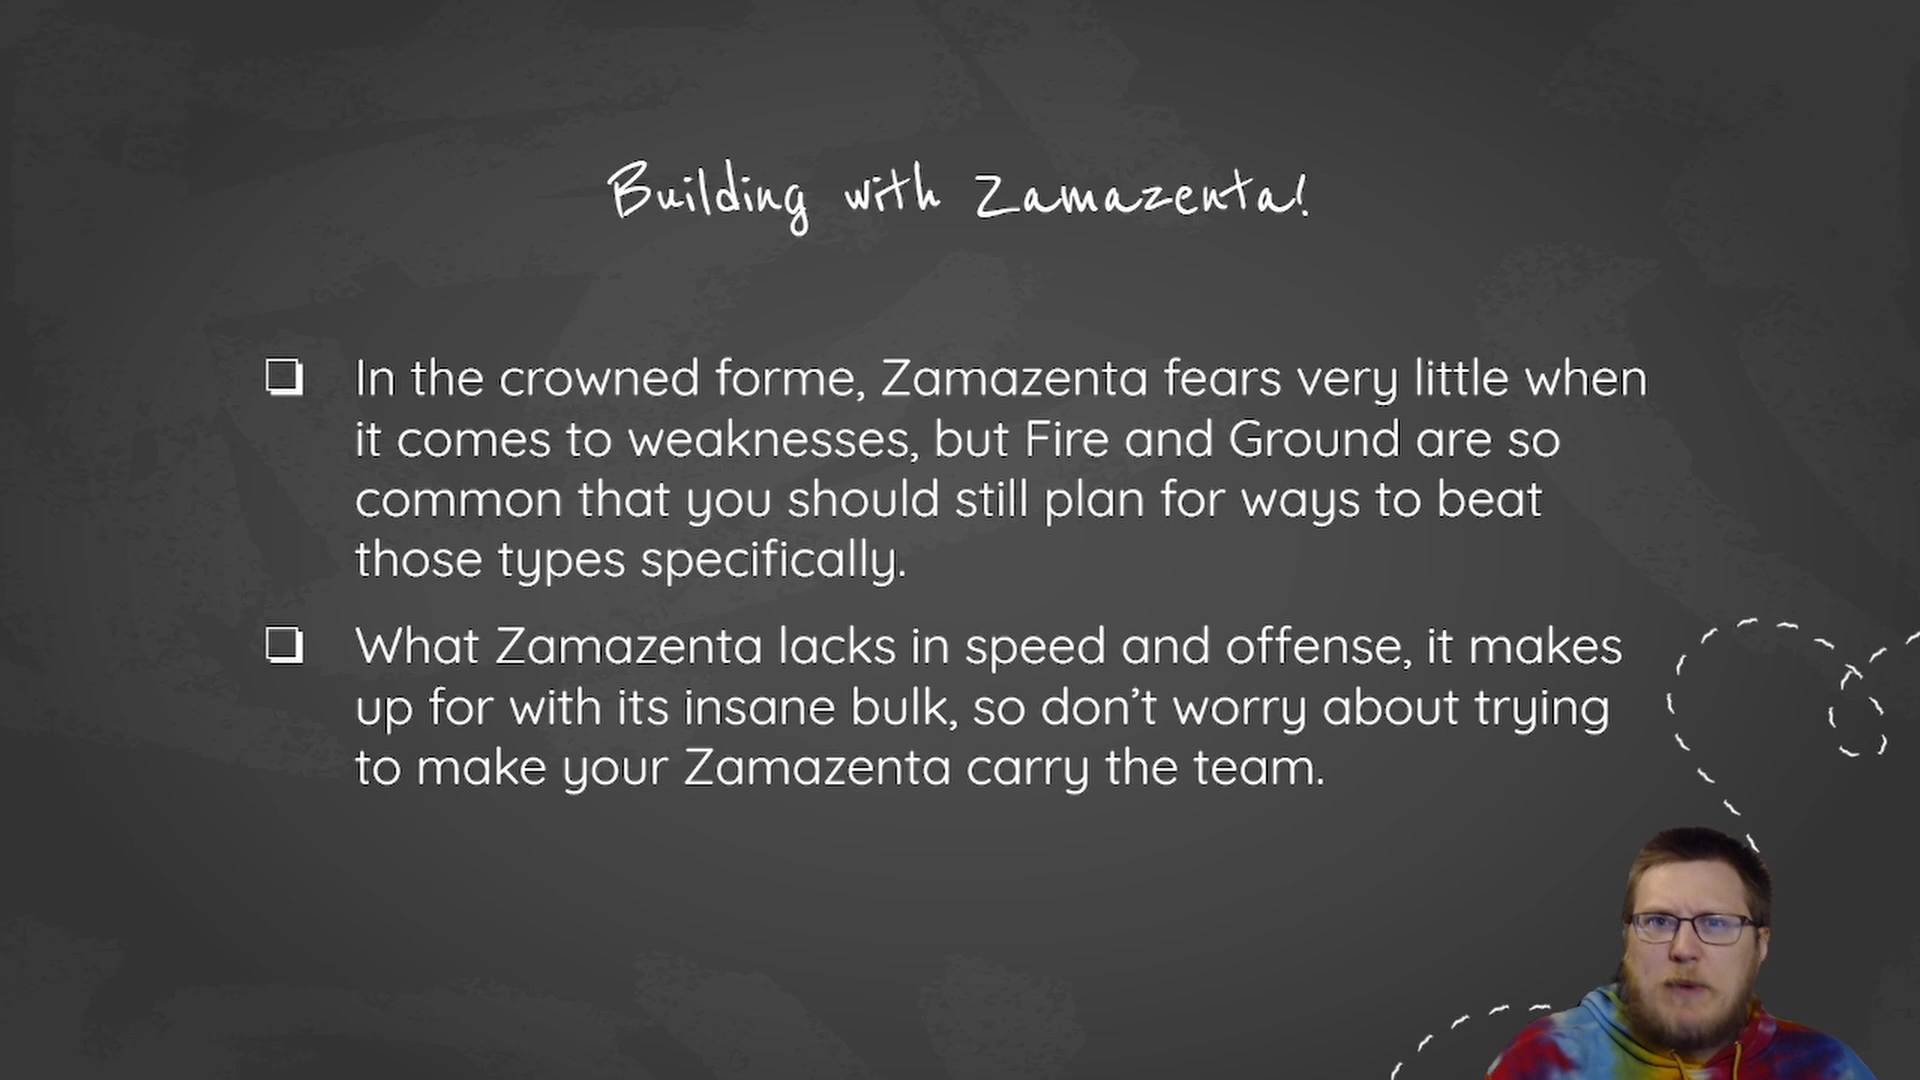 Building with Zamazenta!
In the crowned forme, Zamazenta fears very little when
it comes to weaknesses, but Fire and Ground are so
common that you should still plan for ways to beat
those types specifically.
What Zamazenta lacks in speed and offense, it makes
up for with its insane bulk, so don’t worry about trying
to make your Zamazenta carry the team.